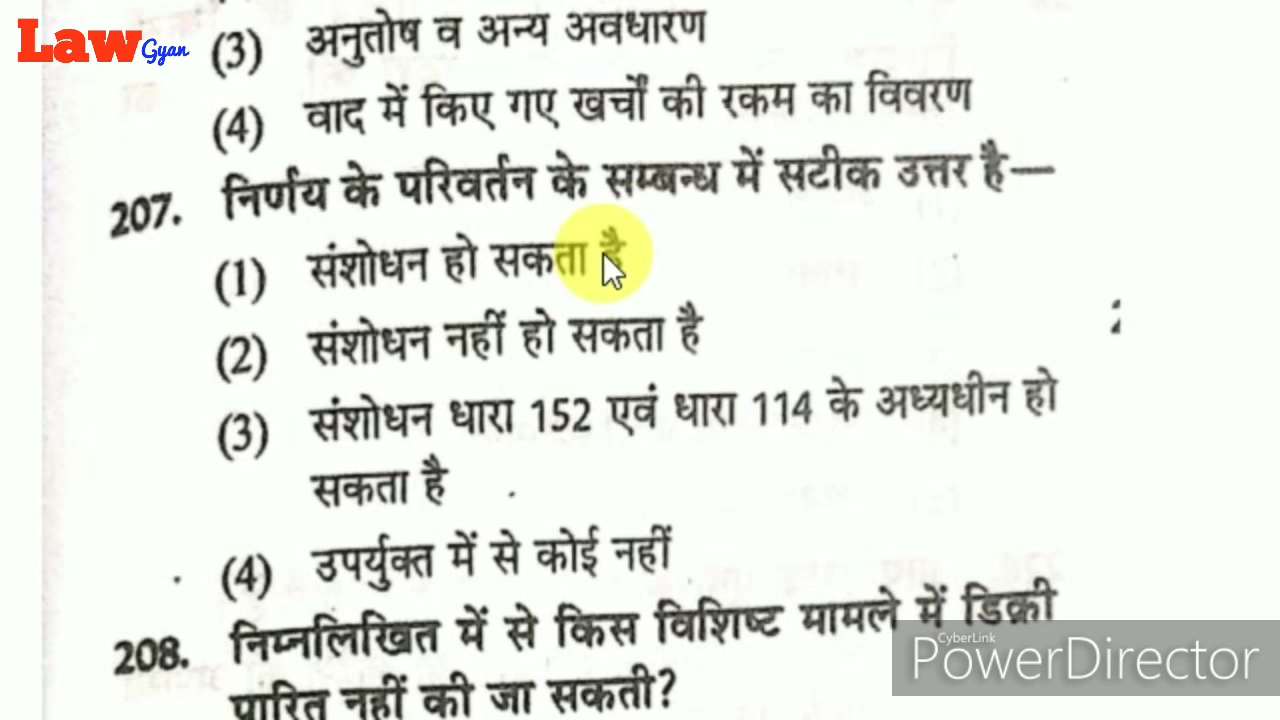 Law Gyan
(3) अनुतोष व अन्य अवधारण
(4) वाद में किए गए खर्चों की रकम का विवरण
207. निर्णय के परिवर्तन के सम्बन्ध में सटीक उत्तर है—
(1) संशोधन हो सकता है
(2) संशोधन नहीं हो सकता है
(3) संशोधन धारा 152 एवं धारा 114 के अध्यधीन हो
सकता है
(4) उपर्युक्त में से कोई नहीं
208. निम्नलिखित में से किस विशिष्ट मामले में डिक्री
पारित नहीं की जा सकती?
CyberLink
PowerDirector